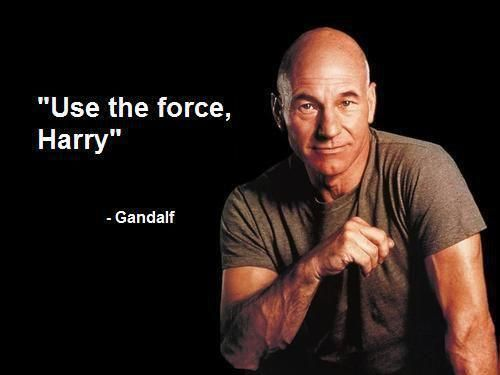 "Use the force,
Harry"
- Gandalf